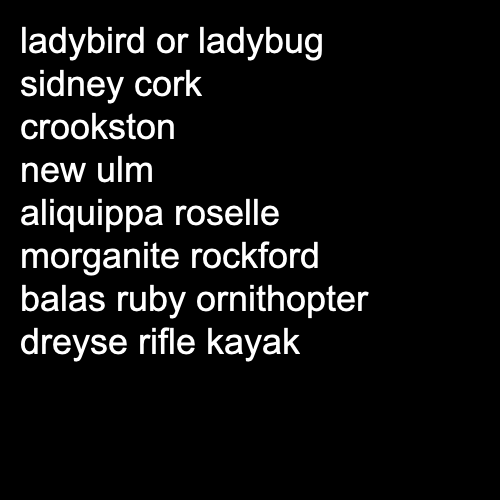 ladybird or ladybug
sidney cork
crookston
new ulm
aliquippa roselle
morganite rockford
balas ruby ornithopter
dreyse rifle kayak